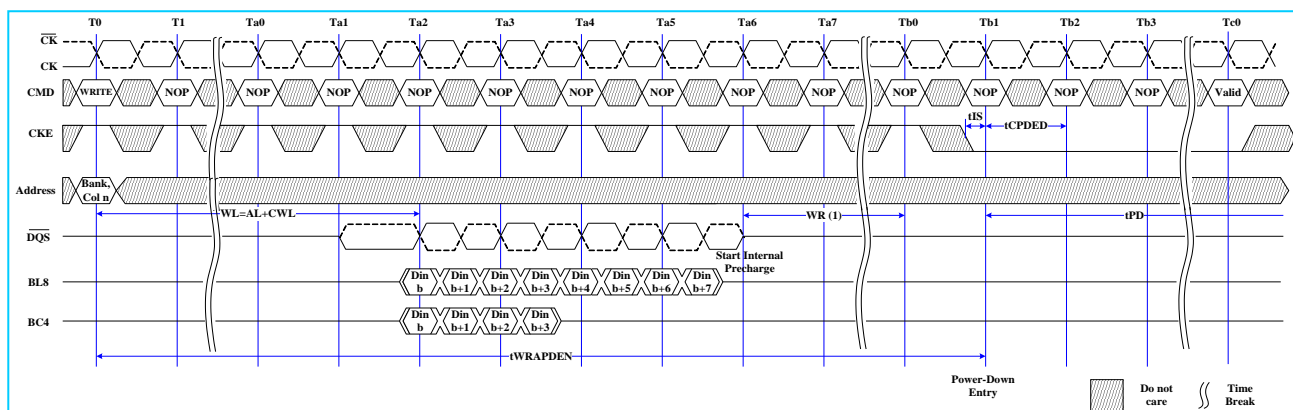 T0 T1 Ta0 Ta1 Ta2 Ta3 Ta4 Ta5 Ta6 Ta7 Tb0 Tb1 Tb2 Tb3 Tc0
CK
CK
CMD WRITE NOP NOP NOP NOP NOP NOP NOP NOP NOP NOP NOP NOP NOP Valid
tIS
CKE tCPDED
Address Bank, Col n
WL=AL+CWL WR (1) tPD
DQS
Start Internal
Precharge
BL8 Din b Din b+1 Din b+2 Din b+3 Din b+4 Din b+5 Din b+6 Din b+7
BC4 Din b Din b+1 Din b+2 Din b+3
tWRAPDEN
Power-Down
Entry
Do not
care
Time
Break